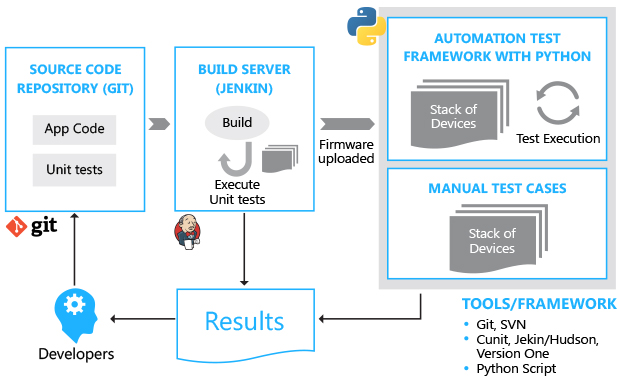 SOURCE CODE
REPOSITORY (GIT)
App Code
Unit tests
git
BUILD SERVER
(JENKIN)
Build
Execute
Unit tests
Firmware
uploaded
AUTOMATION TEST
FRAMEWORK WITH PYTHON
Stack of
Devices
Test Execution
MANUAL TEST CASES
Stack of
Devices
Developers
Results
TOOLS/FRAMEWORK
• Git, SVN
• Cunit, Jekin/Hudson,
Version One
• Python Script